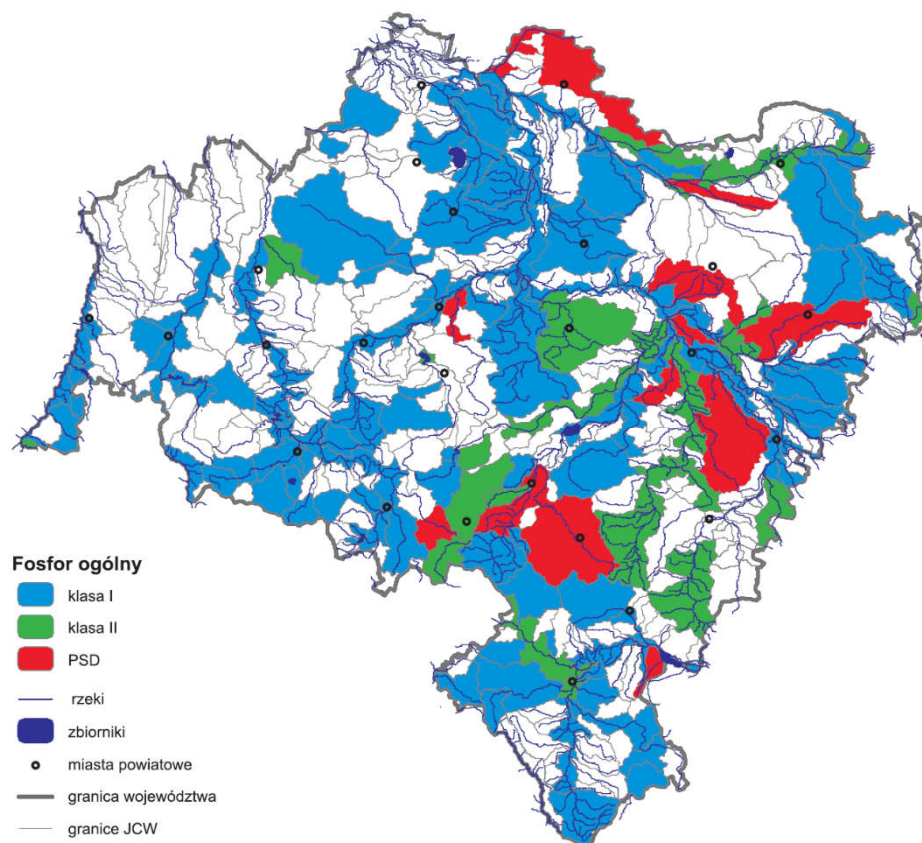 Fosfor ogólny
klasa I
klasa II
PSD
rzeki
zbiorniki
miasta powiatowe
granica województwa
granice JCW